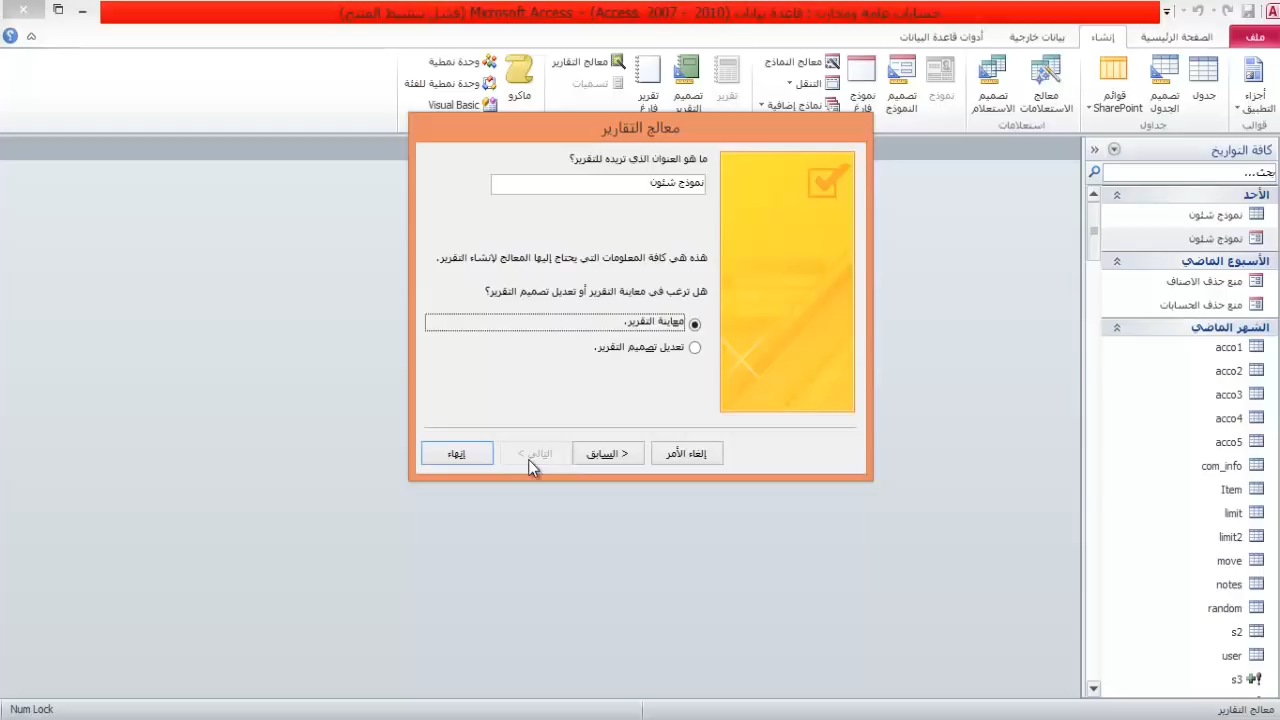 حسابات عامة ومخازن : قاعدة بيانات (Access 2007 - 2010) - Microsoft Access (فشل تنشيط المنتج)
ملف
الصفحة الرئيسية
إنشاء
بيانات خارجية
أدوات قاعدة البيانات
أجزاء التطبيق
قوالب
جدول
تصميم الجدول
قوائم SharePoint
جداول
معالج الاستعلامات
تصميم الاستعلام
استعلامات
نموذج
تصميم النموذج
نموذج فارغ
معالج النماذج
التنقل
نماذج إضافية
تقرير
تصميم التقرير
تقرير فارغ
معالج التقارير
تسميات
ماكرو
وحدة نمطية
وحدة نمطية للفئة
Visual Basic
كافة التواريخ
بحث...
الأحد
نموذج شئون
نموذج شئون
الأسبوع الماضي
منع حذف الاصناف
منع حذف الحسابات
الشهر الماضي
acco1
acco2
acco3
acco4
acco5
com_info
Item
limit
limit2
move
notes
random
s2
user
s3
معالج التقارير
ما هو العنوان الذي تريده للتقرير؟
نموذج شئون
هذه هي كافة المعلومات التي يحتاج إليها المعالج لإنشاء التقرير.
هل ترغب في معاينة التقرير أو تعديل تصميم التقرير؟
معاينة التقرير.
تعديل تصميم التقرير.
إلغاء الأمر
< السابق
التالي >
إنهاء
معالج التقارير
Num Lock